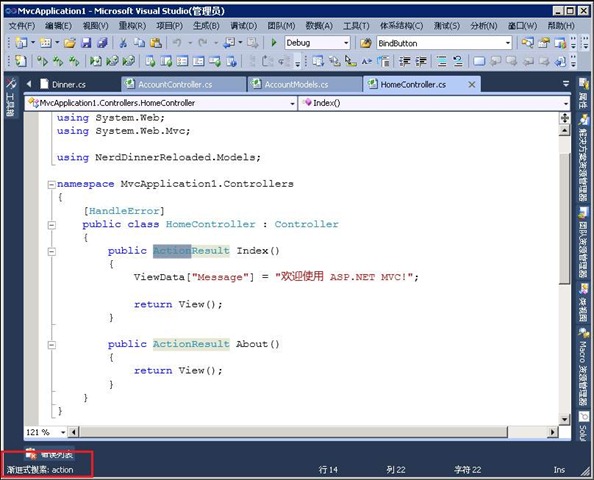 MvcApplication1 - Microsoft Visual Studio(管理员)
文件(F) 编辑(E) 视图(V) 重构(R) 项目(P) 生成(B) 调试(D) 团队(M) 数据(A) 工具(T) 体系结构(C) 测试(S) 分析(N) 窗口(W) 帮助(H)
Debug BindButton
工具箱
Dinner.cs AccountController.cs AccountModels.cs HomeController.cs
MvcApplication1.Controllers.HomeController Index()
using System.Web;
using System.Web.Mvc;
using NerdDinnerReloaded.Models;
namespace MvcApplication1.Controllers
{
[HandleError]
public class HomeController : Controller
{
public ActionResult Index()
{
ViewData["Message"] = "欢迎使用 ASP.NET MVC!";
return View();
}
public ActionResult About()
{
return View();
}
}
}
属性
解决方案资源管理器
团队资源管理器
类视图
Macro 资源管理器
121 %
错误列表
渐进式搜索: action 行 14 列 22 字符 22 Ins